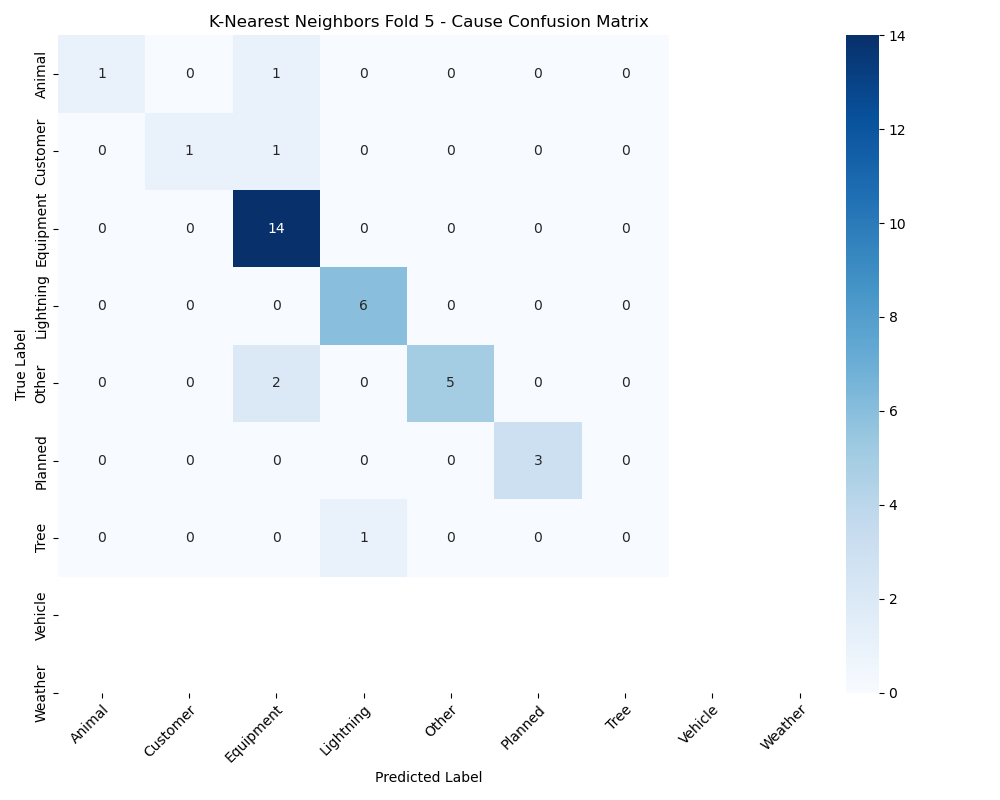 K-Nearest Neighbors Fold 5 - Cause Confusion Matrix
True Label
Animal 1 0 1 0 0 0 0
Customer 0 1 1 0 0 0 0
Equipment 0 0 14 0 0 0 0
Lightning 0 0 0 6 0 0 0
Other 0 0 2 0 5 0 0
Planned 0 0 0 0 0 3 0
Tree 0 0 0 1 0 0 0
Vehicle
Weather
Animal Customer Equipment Lightning Other Planned Tree Vehicle Weather
Predicted Label
14
12
10
8
6
4
2
0